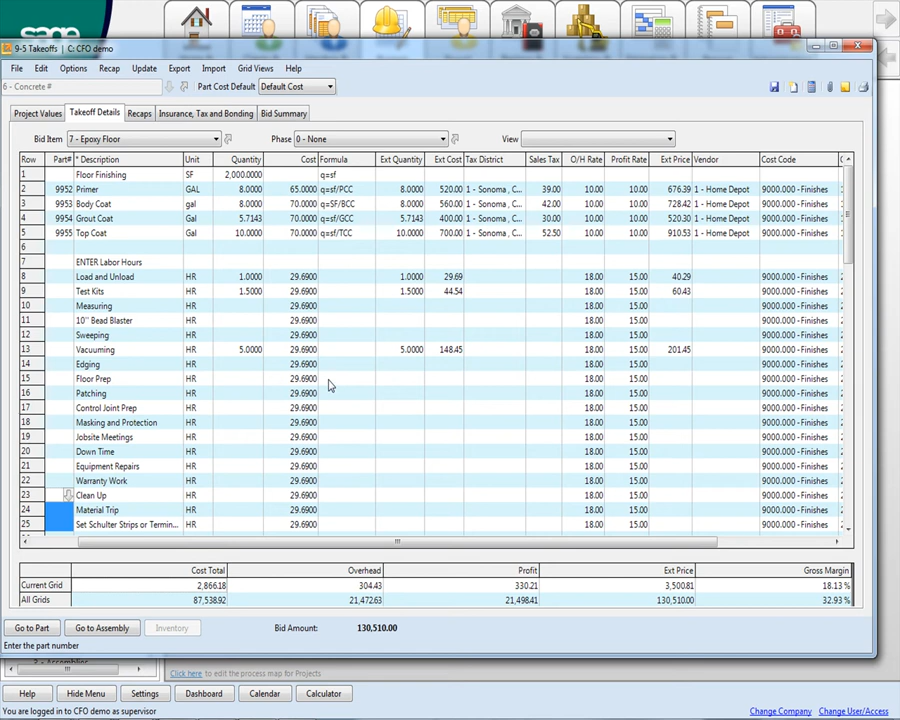 sage
9-5 Takeoffs | C: CFO demo
File Edit Options Recap Update Export Import Grid Views Help
6 - Concrete # Part Cost Default Default Cost
Project Values Takeoff Details Recaps Insurance, Tax and Bonding Bid Summary
Bid Item 7 - Epoxy Floor Phase 0 - None View
Row Part# * Description Unit Quantity Cost Formula Ext Quantity Ext Cost Tax District Sales Tax O/H Rate Profit Rate Ext Price Vendor Cost Code
1 Floor Finishing SF 2,000.0000 q=sf
2 9952 Primer GAL 8.0000 65.0000 q=sf/PCC 8.0000 520.00 1 - Sonoma , C... 39.00 10.00 10.00 676.39 1 - Home Depot 9000.000 - Finishes
3 9953 Body Coat gal 8.0000 70.0000 q=SF/BCC 8.0000 560.00 1 - Sonoma , C... 42.00 10.00 10.00 728.42 1 - Home Depot 9000.000 - Finishes
4 9954 Grout Coat Gal 5.7143 70.0000 q=sf/GCC 5.7143 400.00 1 - Sonoma , C... 30.00 10.00 10.00 520.30 1 - Home Depot 9000.000 - Finishes
5 9955 Top Coat Gal 10.0000 70.0000 q=sf/TCC 10.0000 700.00 1 - Sonoma , C... 52.50 10.00 10.00 910.53 1 - Home Depot 9000.000 - Finishes
6
7 ENTER Labor Hours
8 Load and Unload HR 1.0000 29.6900 1.0000 29.69 18.00 15.00 40.29 9000.000 - Finishes
9 Test Kits HR 1.5000 29.6900 1.5000 44.54 18.00 15.00 60.43 9000.000 - Finishes
10 Measuring HR 29.6900 18.00 15.00 9000.000 - Finishes
11 10" Bead Blaster HR 29.6900 18.00 15.00 9000.000 - Finishes
12 Sweeping HR 29.6900 18.00 15.00 9000.000 - Finishes
13 Vacuuming HR 5.0000 29.6900 5.0000 148.45 18.00 15.00 201.45 9000.000 - Finishes
14 Edging HR 29.6900 18.00 15.00 9000.000 - Finishes
15 Floor Prep HR 29.6900 18.00 15.00 9000.000 - Finishes
16 Patching HR 29.6900 18.00 15.00 9000.000 - Finishes
17 Control Joint Prep HR 29.6900 18.00 15.00 9000.000 - Finishes
18 Masking and Protection HR 29.6900 18.00 15.00 9000.000 - Finishes
19 Jobsite Meetings HR 29.6900 18.00 15.00 9000.000 - Finishes
20 Down Time HR 29.6900 18.00 15.00 9000.000 - Finishes
21 Equipment Repairs HR 29.6900 18.00 15.00 9000.000 - Finishes
22 Warranty Work HR 29.6900 18.00 15.00 9000.000 - Finishes
23 Clean Up HR 29.6900 18.00 15.00 9000.000 - Finishes
24 Material Trip HR 29.6900 18.00 15.00 9000.000 - Finishes
25 Set Schulter Strips or Termin... HR 29.6900 18.00 15.00 9000.000 - Finishes
Cost Total Overhead Profit Ext Price Gross Margin
Current Grid 2,866.18 304.43 330.21 3,500.81 18.13 %
All Grids 87,538.92 21,472.63 21,498.41 130,510.00 32.93 %
Go to Part Go to Assembly Inventory Bid Amount: 130,510.00
Enter the part number
Click here to edit the process map for Projects
Help Hide Menu Settings Dashboard Calendar Calculator
You are logged in to CFO demo as supervisor Change Company Change User/Access